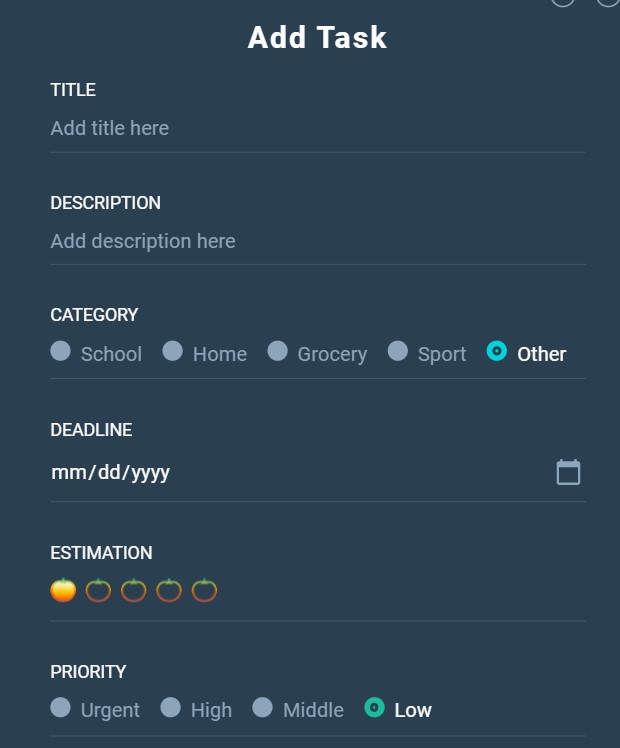 Add Task
TITLE
Add title here
DESCRIPTION
Add description here
CATEGORY
School Home Grocery Sport Other
DEADLINE
mm/dd/yyyy
ESTIMATION
PRIORITY
Urgent High Middle Low